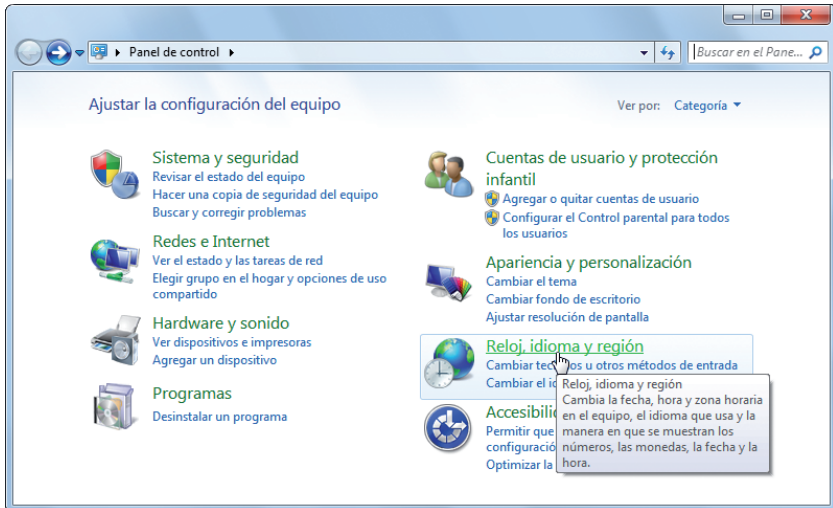 Panel de control
Buscar en el Pane...
Ajustar la configuración del equipo
Ver por: Categoría
Sistema y seguridad
Revisar el estado del equipo
Hacer una copia de seguridad del equipo
Buscar y corregir problemas
Redes e Internet
Ver el estado y las tareas de red
Elegir grupo en el hogar y opciones de uso
compartido
Hardware y sonido
Ver dispositivos e impresoras
Agregar un dispositivo
Programas
Desinstalar un programa
Cuentas de usuario y protección
infantil
Agregar o quitar cuentas de usuario
Configurar el Control parental para todos
los usuarios
Apariencia y personalización
Cambiar el tema
Cambiar fondo de escritorio
Ajustar resolución de pantalla
Reloj, idioma y región
Cambiar u otros métodos de entrada
Cambiar el
Reloj, idioma y región
Cambia la fecha, hora y zona horaria
en el equipo, el idioma que usa y la
manera en que se muestran los
números, las monedas, la fecha y la
hora.
Permitir que
Optimizar la